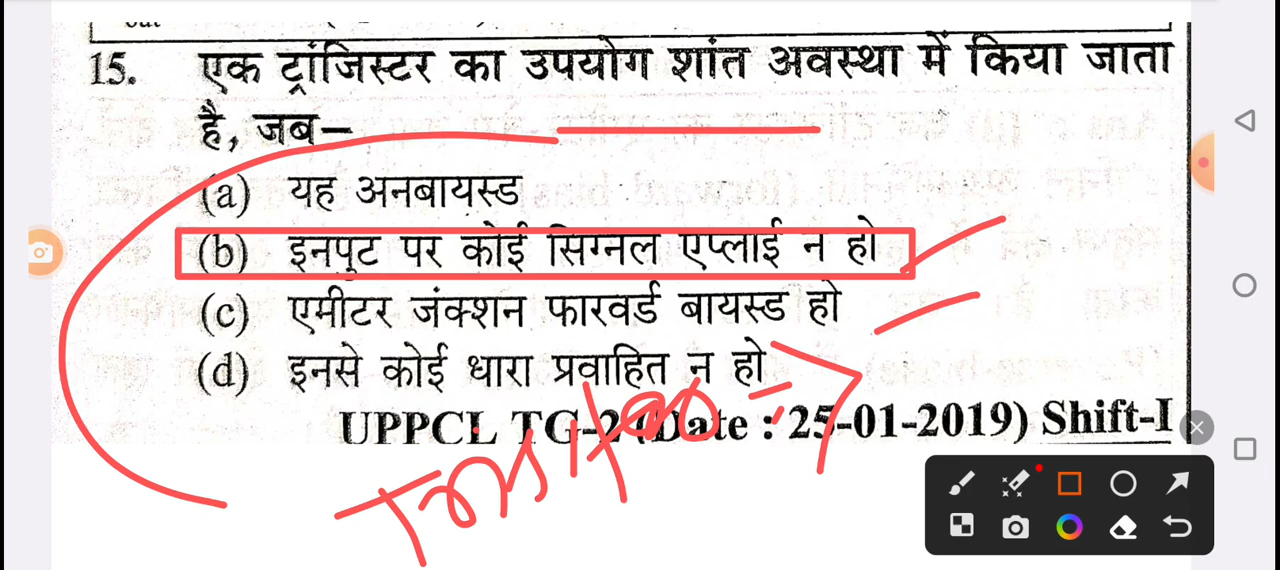 15. एक ट्रांजिस्टर का उपयोग शांत अवस्था में किया जाता
है, जब–
(a) यह अनबायस्ड
(b) इनपुट पर कोई सिग्नल एप्लाई न हो
(c) एमीटर जंक्शन फारवर्ड बायस्ड हो
(d) इनसे कोई धारा प्रवाहित न हो
UPPCL TG-2 (Date : 25-01-2019) Shift-I